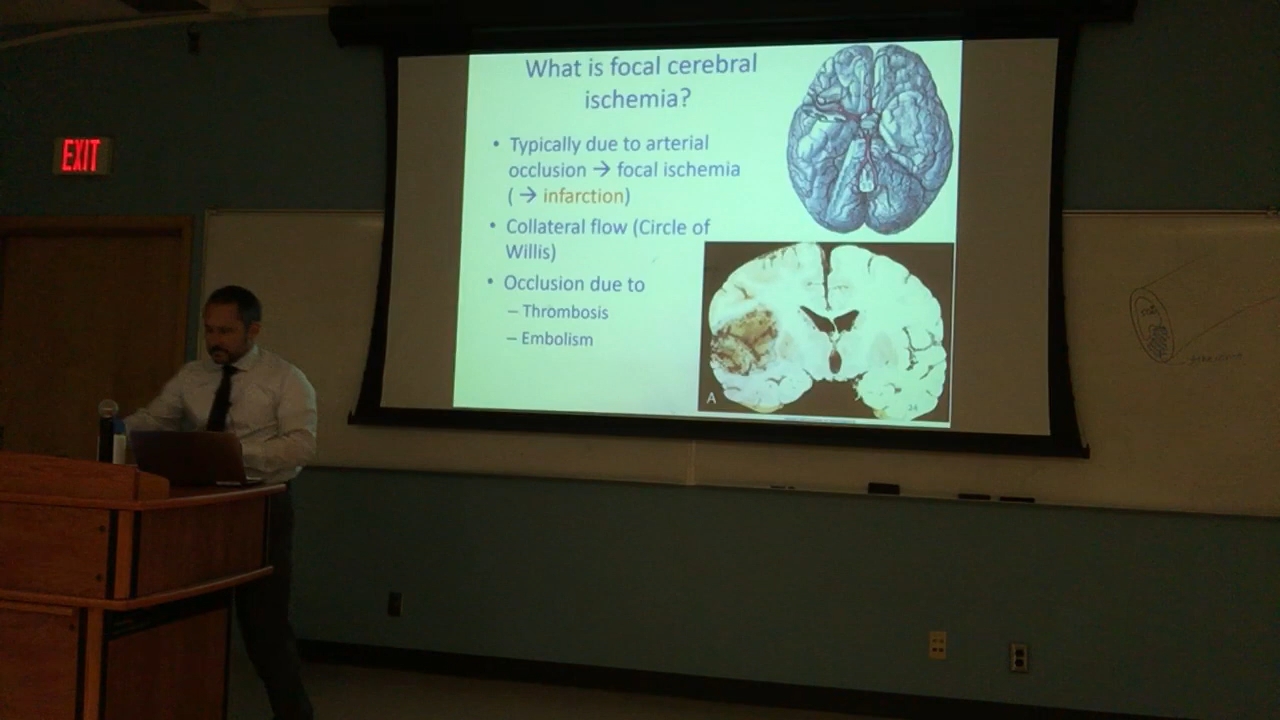 EXIT
What is focal cerebral
ischemia?
• Typically due to arterial
occlusion → focal ischemia
( → infarction)
• Collateral flow (Circle of
Willis)
• Occlusion due to
– Thrombosis
– Embolism
A
24